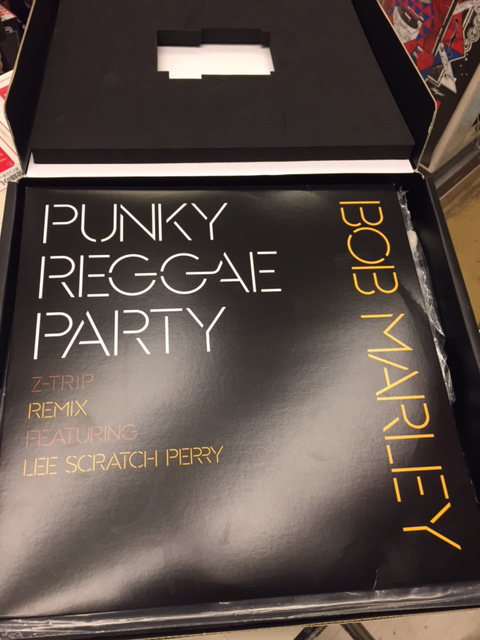 PUNKY
REGGAE
PARTY
Z-TRIP
REMIX
FEATURING
LEE SCRATCH PERRY
BOB MARLEY